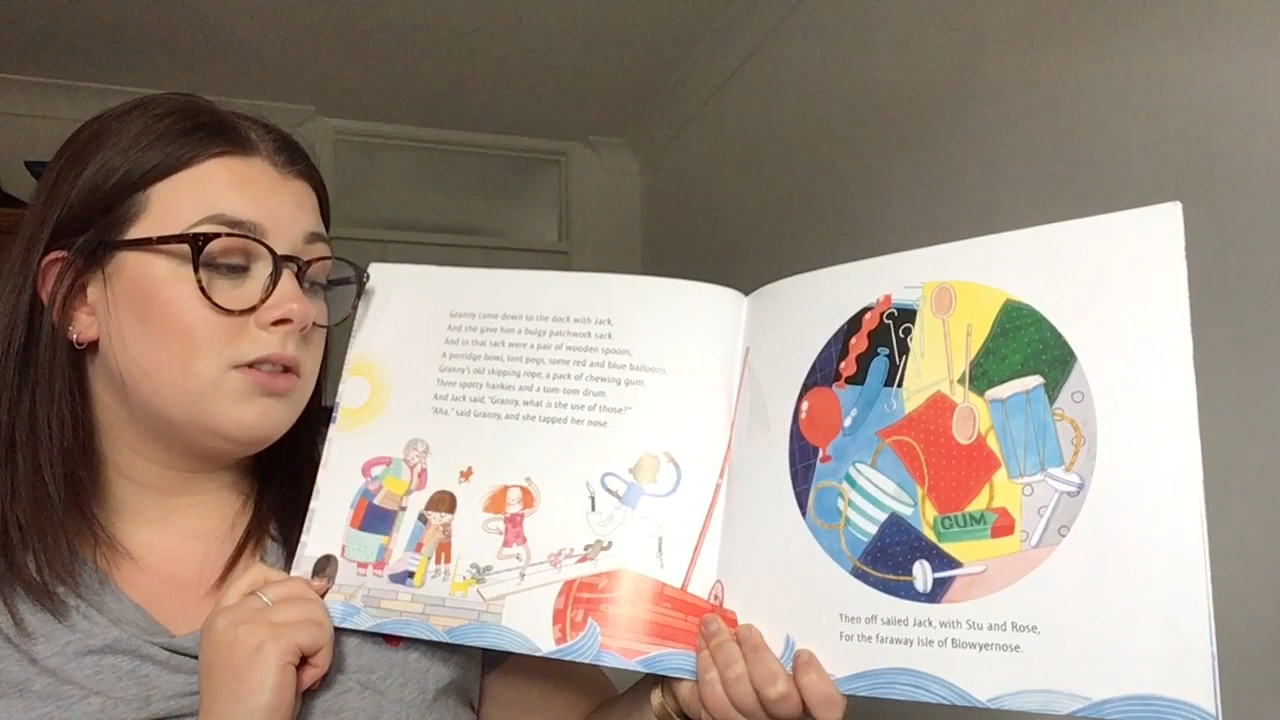 Granny came down to the dock with Jack,
And she gave him a bulgy patchwork sack.
And in that sack were a pair of wooden spoons,
A porridge bowl, tent pegs, some red and blue balloons,
Granny's old skipping rope, a pack of chewing gum,
Three spotty hankies and a tom-tom drum.
And Jack said, "Granny, what is the use of those?"
"Aha," said Granny, and she tapped her nose.
GUM
Then off sailed Jack, with Stu and Rose,
For the faraway Isle of Blowyernose.